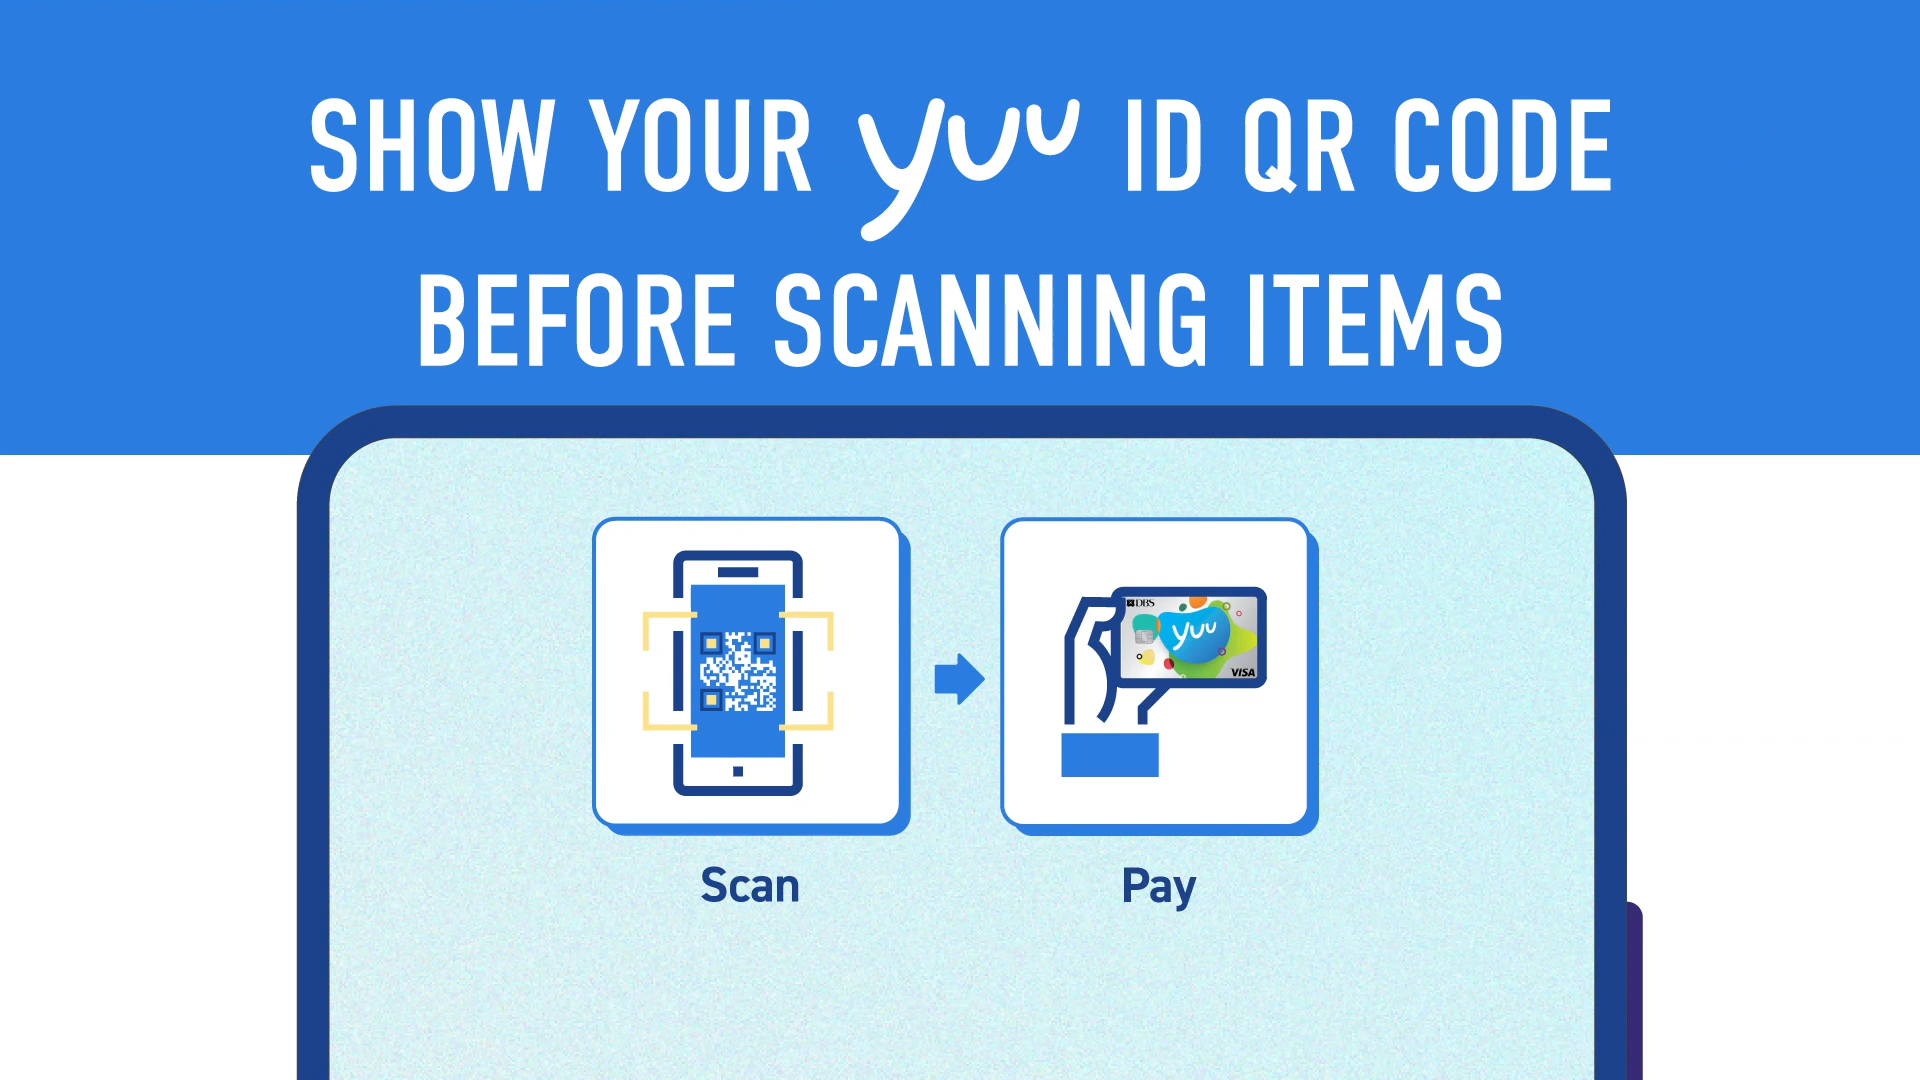 SHOW YOUR yuu ID QR CODE
BEFORE SCANNING ITEMS
DBS
yuu
VISA
Scan
Pay